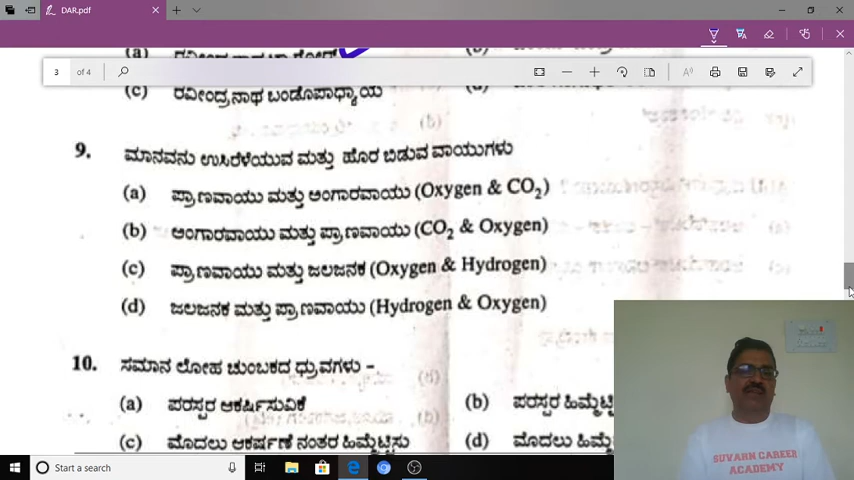 DAR.pdf
(a) ರವೀಂದ್ರನಾಥ ಟಾಗೋರ್
3 of 4
(c) ರವೀಂದ್ರನಾಥ ಬಂಡೊಪಾಧ್ಯಾಯ
9. ಮಾನವನು ಉಸಿರೆಳೆಯುವ ಮತ್ತು ಹೊರ ಬಿಡುವ ವಾಯುಗಳು
(a) ಪ್ರಾಣವಾಯು ಮತ್ತು ಅಂಗಾರವಾಯು (Oxygen & CO₂)
(b) ಅಂಗಾರವಾಯು ಮತ್ತು ಪ್ರಾಣವಾಯು (CO₂ & Oxygen)
(c) ಪ್ರಾಣವಾಯು ಮತ್ತು ಜಲಜನಕ (Oxygen & Hydrogen)
(d) ಜಲಜನಕ ಮತ್ತು ಪ್ರಾಣವಾಯು (Hydrogen & Oxygen)
10. ಸಮಾನ ಲೋಹ ಚುಂಬಕದ ಧ್ರುವಗಳು –
(a) ಪರಸ್ಪರ ಆಕರ್ಷಿಸುವಿಕೆ (b) ಪರಸ್ಪರ
(c) ಮೊದಲು ಆಕರ್ಷಣೆ ನಂತರ ಹಿಮ್ಮೆಟ್ಟಿಸು (d) ಮೊದಲು
SUVARN CAREER
ACADEMY
Start a search